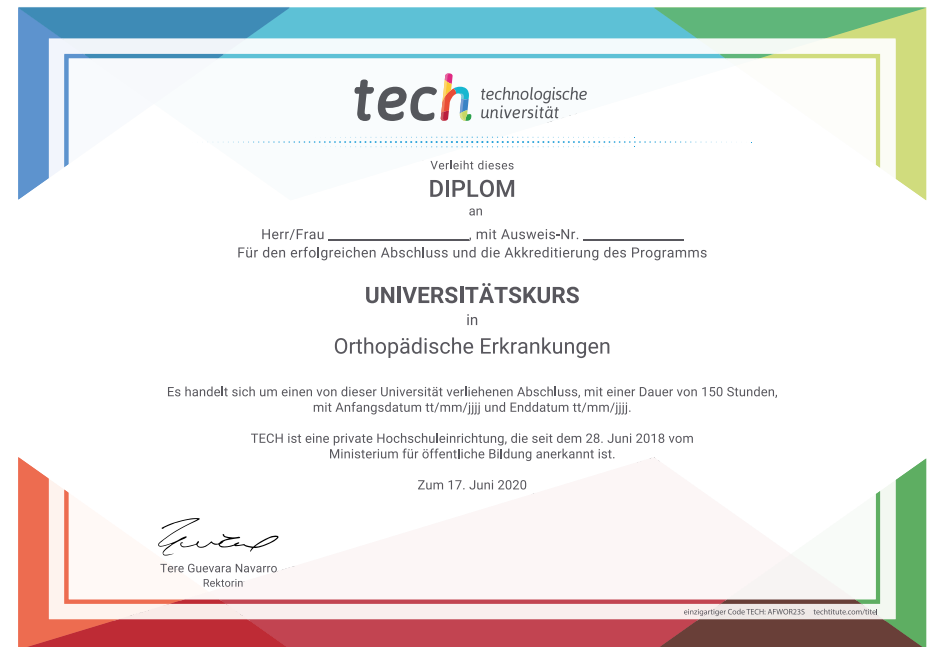 tech technologische
universität
Verleiht dieses
DIPLOM
an
Herr/Frau ____________________, mit Ausweis-Nr. ______________
Für den erfolgreichen Abschluss und die Akkreditierung des Programms
UNIVERSITÄTSKURS
in
Orthopädische Erkrankungen
Es handelt sich um einen von dieser Universität verliehenen Abschluss, mit einer Dauer von 150 Stunden,
mit Anfangsdatum tt/mm/jjjj und Enddatum tt/mm/jjjj.
TECH ist eine private Hochschuleinrichtung, die seit dem 28. Juni 2018 vom
Ministerium für öffentliche Bildung anerkannt ist.
Zum 17. Juni 2020
Tere Guevara Navarro
Rektorin
einzigartiger Code TECH: AFWOR235 techtitute.com/titel